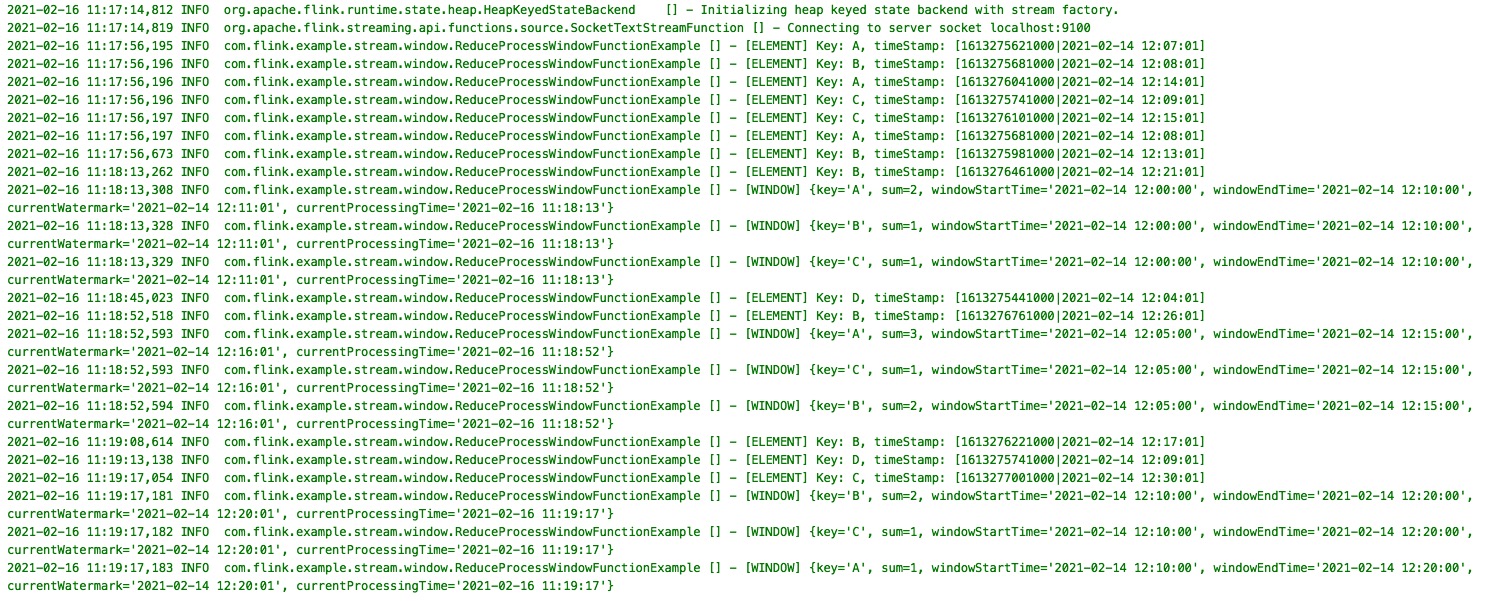 2021-02-16 11:17:14,812 INFO  org.apache.flink.runtime.state.heap.HeapKeyedStateBackend    [] – Initializing heap keyed state backend with stream factory.
2021-02-16 11:17:14,819 INFO  org.apache.flink.streaming.api.functions.source.SocketTextStreamFunction [] – Connecting to server socket localhost:9100
2021-02-16 11:17:56,195 INFO  com.flink.example.stream.window.ReduceProcessWindowFunctionExample [] – [ELEMENT] Key: A, timeStamp: [1613275621000|2021-02-14 12:07:01]
2021-02-16 11:17:56,196 INFO  com.flink.example.stream.window.ReduceProcessWindowFunctionExample [] – [ELEMENT] Key: B, timeStamp: [1613275681000|2021-02-14 12:08:01]
2021-02-16 11:17:56,196 INFO  com.flink.example.stream.window.ReduceProcessWindowFunctionExample [] – [ELEMENT] Key: A, timeStamp: [1613276041000|2021-02-14 12:14:01]
2021-02-16 11:17:56,196 INFO  com.flink.example.stream.window.ReduceProcessWindowFunctionExample [] – [ELEMENT] Key: C, timeStamp: [1613275741000|2021-02-14 12:09:01]
2021-02-16 11:17:56,197 INFO  com.flink.example.stream.window.ReduceProcessWindowFunctionExample [] – [ELEMENT] Key: C, timeStamp: [1613276101000|2021-02-14 12:15:01]
2021-02-16 11:17:56,197 INFO  com.flink.example.stream.window.ReduceProcessWindowFunctionExample [] – [ELEMENT] Key: A, timeStamp: [1613275681000|2021-02-14 12:08:01]
2021-02-16 11:17:56,673 INFO  com.flink.example.stream.window.ReduceProcessWindowFunctionExample [] – [ELEMENT] Key: B, timeStamp: [1613275981000|2021-02-14 12:13:01]
2021-02-16 11:18:13,262 INFO  com.flink.example.stream.window.ReduceProcessWindowFunctionExample [] – [ELEMENT] Key: B, timeStamp: [1613276461000|2021-02-14 12:21:01]
2021-02-16 11:18:13,308 INFO  com.flink.example.stream.window.ReduceProcessWindowFunctionExample [] – [WINDOW] {key='A', sum=2, windowStartTime='2021-02-14 12:00:00', windowEndTime='2021-02-14 12:10:00',
currentWatermark='2021-02-14 12:11:01', currentProcessingTime='2021-02-16 11:18:13'}
2021-02-16 11:18:13,328 INFO  com.flink.example.stream.window.ReduceProcessWindowFunctionExample [] – [WINDOW] {key='B', sum=1, windowStartTime='2021-02-14 12:00:00', windowEndTime='2021-02-14 12:10:00',
currentWatermark='2021-02-14 12:11:01', currentProcessingTime='2021-02-16 11:18:13'}
2021-02-16 11:18:13,329 INFO  com.flink.example.stream.window.ReduceProcessWindowFunctionExample [] – [WINDOW] {key='C', sum=1, windowStartTime='2021-02-14 12:00:00', windowEndTime='2021-02-14 12:10:00',
currentWatermark='2021-02-14 12:11:01', currentProcessingTime='2021-02-16 11:18:13'}
2021-02-16 11:18:45,023 INFO  com.flink.example.stream.window.ReduceProcessWindowFunctionExample [] – [ELEMENT] Key: D, timeStamp: [1613275441000|2021-02-14 12:04:01]
2021-02-16 11:18:52,518 INFO  com.flink.example.stream.window.ReduceProcessWindowFunctionExample [] – [ELEMENT] Key: B, timeStamp: [1613276761000|2021-02-14 12:26:01]
2021-02-16 11:18:52,593 INFO  com.flink.example.stream.window.ReduceProcessWindowFunctionExample [] – [WINDOW] {key='A', sum=3, windowStartTime='2021-02-14 12:05:00', windowEndTime='2021-02-14 12:15:00',
currentWatermark='2021-02-14 12:16:01', currentProcessingTime='2021-02-16 11:18:52'}
2021-02-16 11:18:52,593 INFO  com.flink.example.stream.window.ReduceProcessWindowFunctionExample [] – [WINDOW] {key='C', sum=1, windowStartTime='2021-02-14 12:05:00', windowEndTime='2021-02-14 12:15:00',
currentWatermark='2021-02-14 12:16:01', currentProcessingTime='2021-02-16 11:18:52'}
2021-02-16 11:18:52,594 INFO  com.flink.example.stream.window.ReduceProcessWindowFunctionExample [] – [WINDOW] {key='B', sum=2, windowStartTime='2021-02-14 12:05:00', windowEndTime='2021-02-14 12:15:00',
currentWatermark='2021-02-14 12:16:01', currentProcessingTime='2021-02-16 11:18:52'}
2021-02-16 11:19:08,614 INFO  com.flink.example.stream.window.ReduceProcessWindowFunctionExample [] – [ELEMENT] Key: B, timeStamp: [1613276221000|2021-02-14 12:17:01]
2021-02-16 11:19:13,138 INFO  com.flink.example.stream.window.ReduceProcessWindowFunctionExample [] – [ELEMENT] Key: D, timeStamp: [1613275741000|2021-02-14 12:09:01]
2021-02-16 11:19:17,054 INFO  com.flink.example.stream.window.ReduceProcessWindowFunctionExample [] – [ELEMENT] Key: C, timeStamp: [1613277001000|2021-02-14 12:30:01]
2021-02-16 11:19:17,181 INFO  com.flink.example.stream.window.ReduceProcessWindowFunctionExample [] – [WINDOW] {key='B', sum=2, windowStartTime='2021-02-14 12:10:00', windowEndTime='2021-02-14 12:20:00',
currentWatermark='2021-02-14 12:20:01', currentProcessingTime='2021-02-16 11:19:17'}
2021-02-16 11:19:17,182 INFO  com.flink.example.stream.window.ReduceProcessWindowFunctionExample [] – [WINDOW] {key='C', sum=1, windowStartTime='2021-02-14 12:10:00', windowEndTime='2021-02-14 12:20:00',
currentWatermark='2021-02-14 12:20:01', currentProcessingTime='2021-02-16 11:19:17'}
2021-02-16 11:19:17,183 INFO  com.flink.example.stream.window.ReduceProcessWindowFunctionExample [] – [WINDOW] {key='A', sum=1, windowStartTime='2021-02-14 12:10:00', windowEndTime='2021-02-14 12:20:00',
currentWatermark='2021-02-14 12:20:01', currentProcessingTime='2021-02-16 11:19:17'}